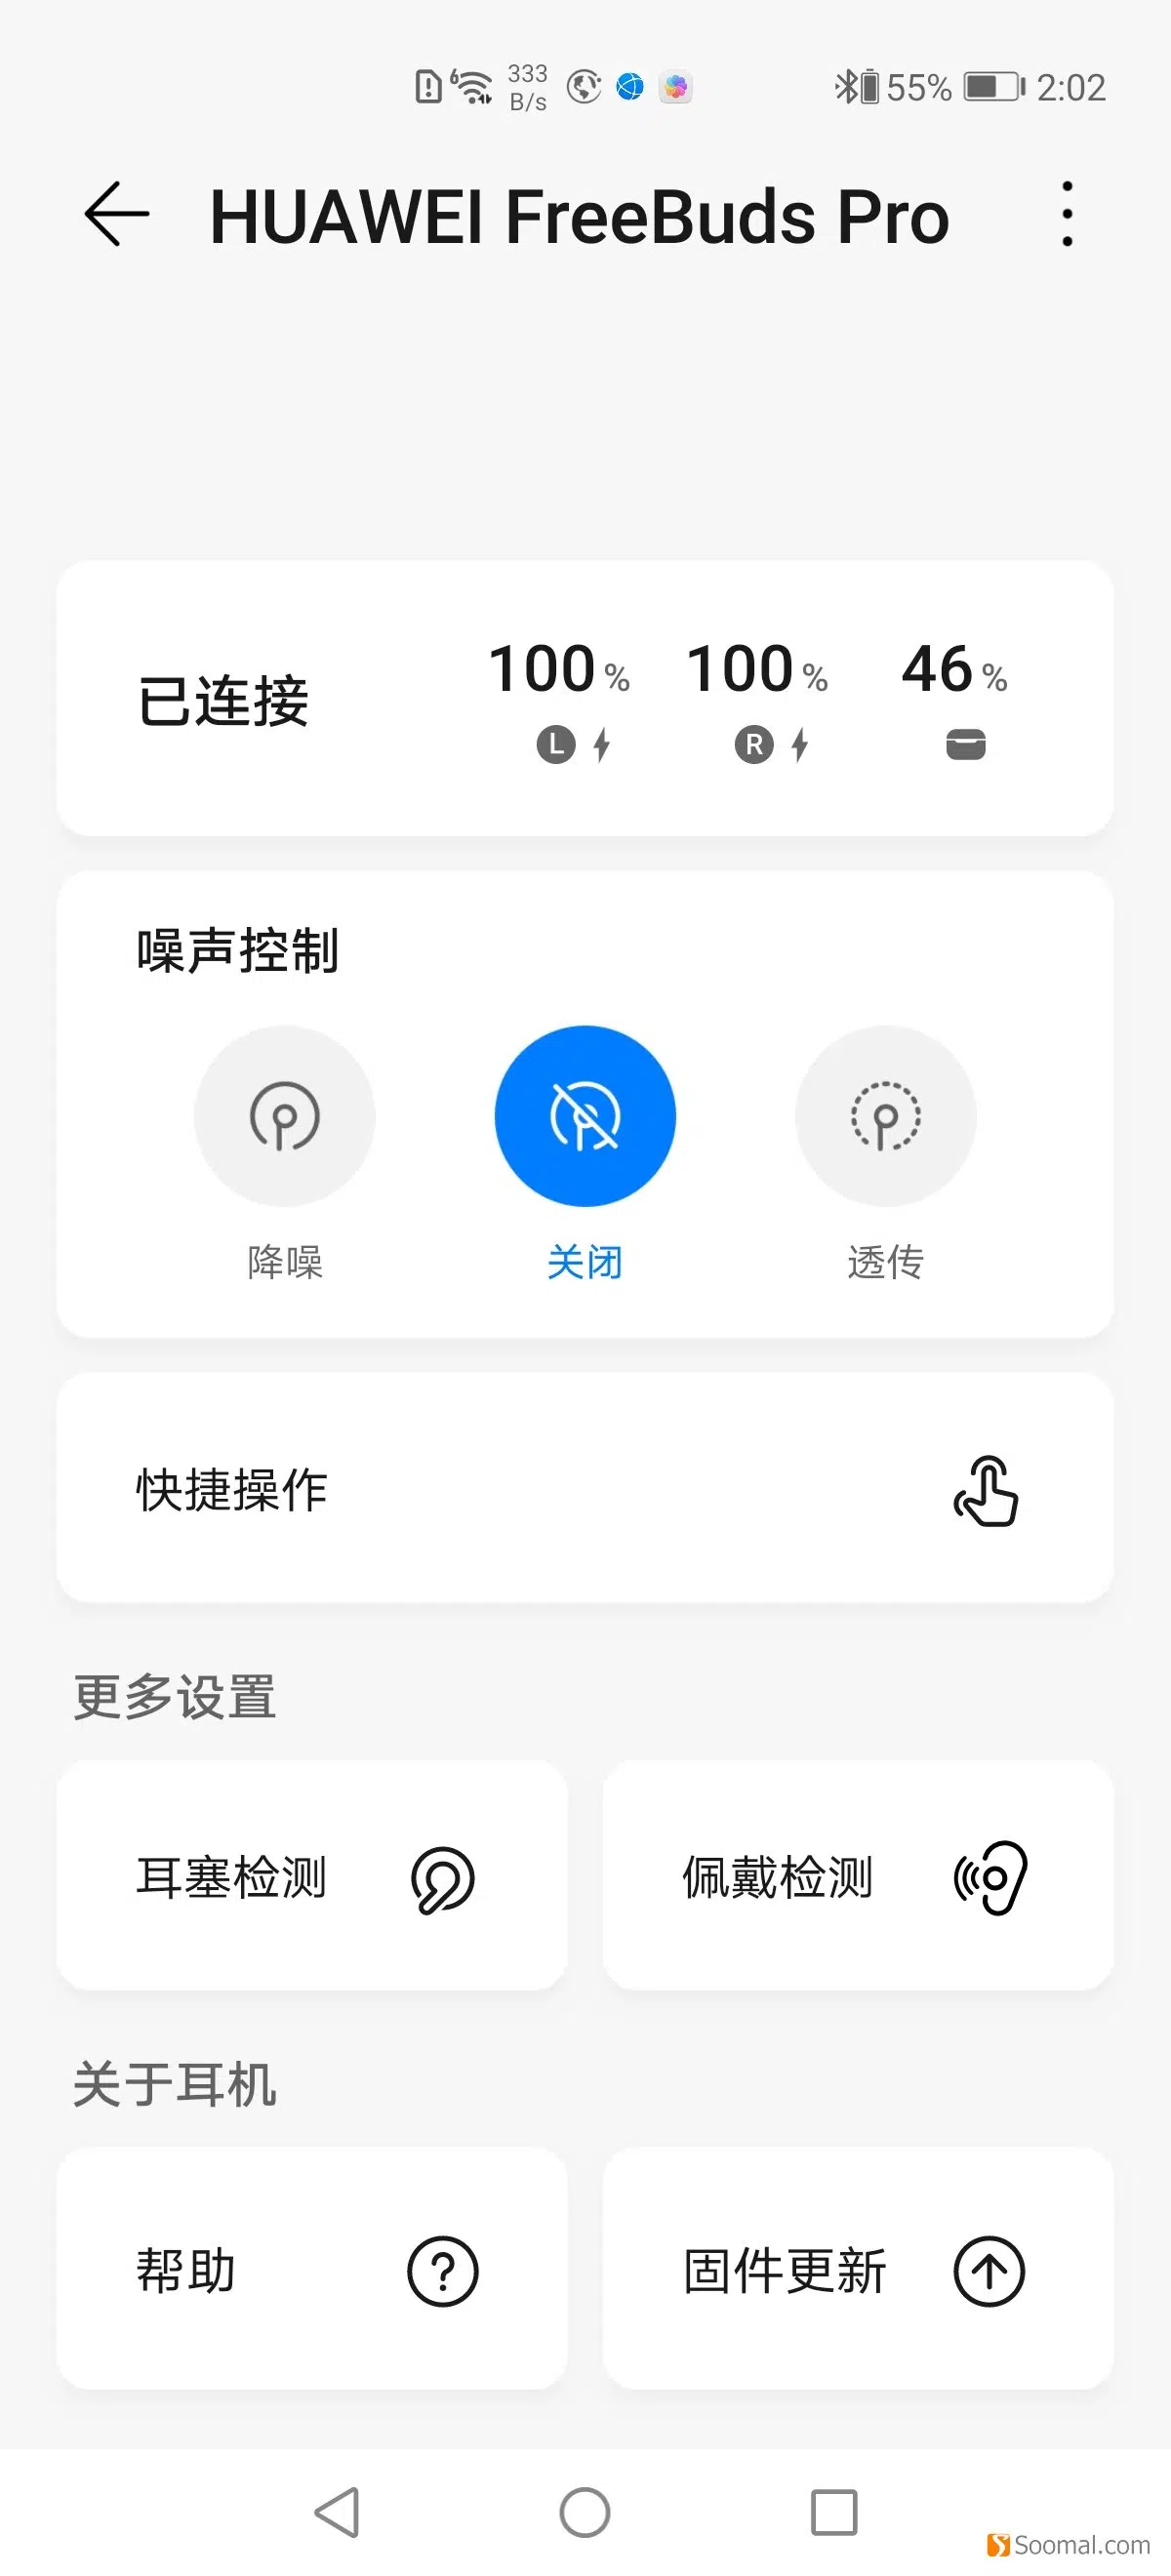 333
B/s
55% 2:02
HUAWEI FreeBuds Pro
已连接
100% 100% 46%
L R
噪声控制
降噪 关闭 透传
快捷操作
更多设置
耳塞检测 佩戴检测
关于耳机
帮助 固件更新
Soomal.com